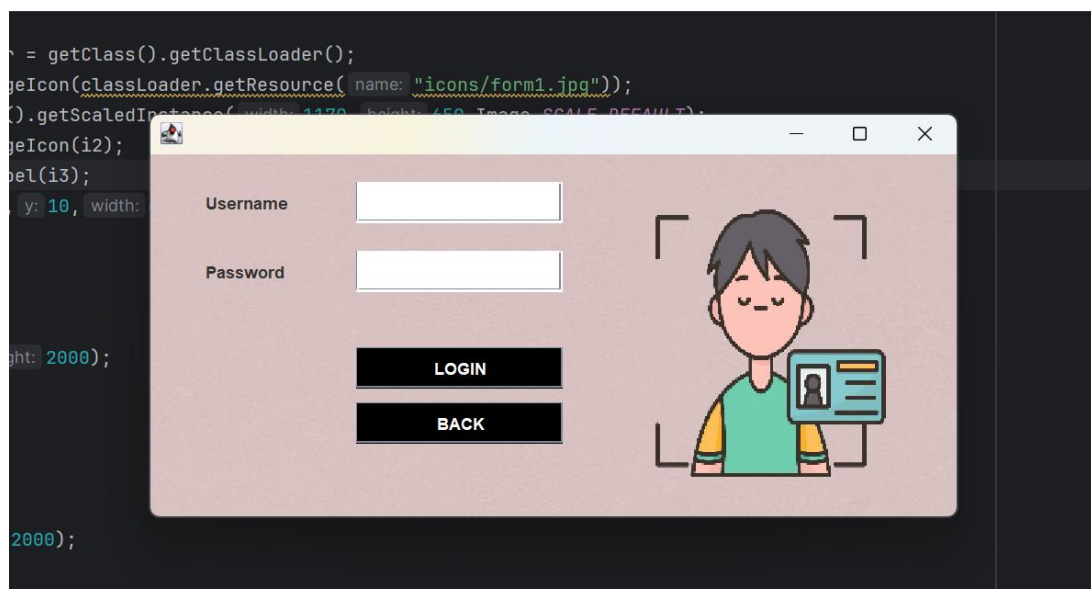 = getClass().getClassLoader();
geIcon(classLoader.getResource( name: "icons/form1.jpg"));
().getScaledInstance( width: 1170, height: Image.SCALE_DEFAULT);
geIcon(i2);
bel(i3);
, y: 10, width:
Username
Password
ght: 2000);
LOGIN
BACK
2000);